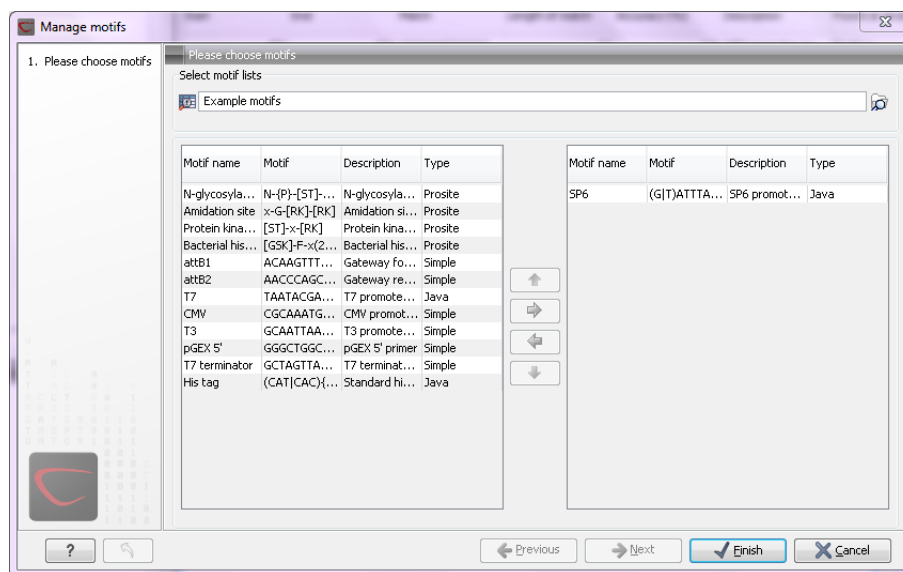 Manage motifs
1. Please choose motifs
Please choose motifs
Select motif lists
Example motifs
Motif name Motif Description Type
N-glycosyla... N-{P}-[ST]-... N-glycosyla... Prosite
Amidation site x-G-[RK]-[RK] Amidation si... Prosite
Protein kina... [ST]-x-[RK] Protein kina... Prosite
Bacterial his... [GSK]-F-x(2... Bacterial his... Prosite
attB1 ACAAGTTT... Gateway fo... Simple
attB2 AACCCAGC... Gateway re... Simple
T7 TAATACGA... T7 promote... Java
CMV CGCAAATG... CMV promot... Simple
T3 GCAATTAA... T3 promote... Simple
pGEX 5' GGGCTGGC... pGEX 5' primer Simple
T7 terminator GCTAGTTA... T7 terminat... Simple
His tag (CAT|CAC){... Standard hi... Java
Motif name Motif Description Type
SP6 (G|T)ATTTA... SP6 promot... Java
? Previous Next Finish Cancel